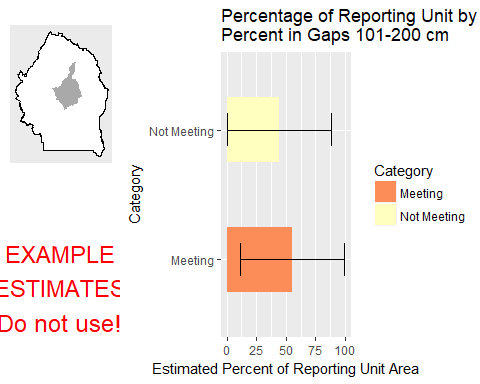 Percentage of Reporting Unit by
Percent in Gaps 101-200 cm
Not Meeting
Meeting
Category
0 25 50 75 100
Estimated Percent of Reporting Unit Area
Category
Meeting
Not Meeting
EXAMPLE
ESTIMATES
Do not use!